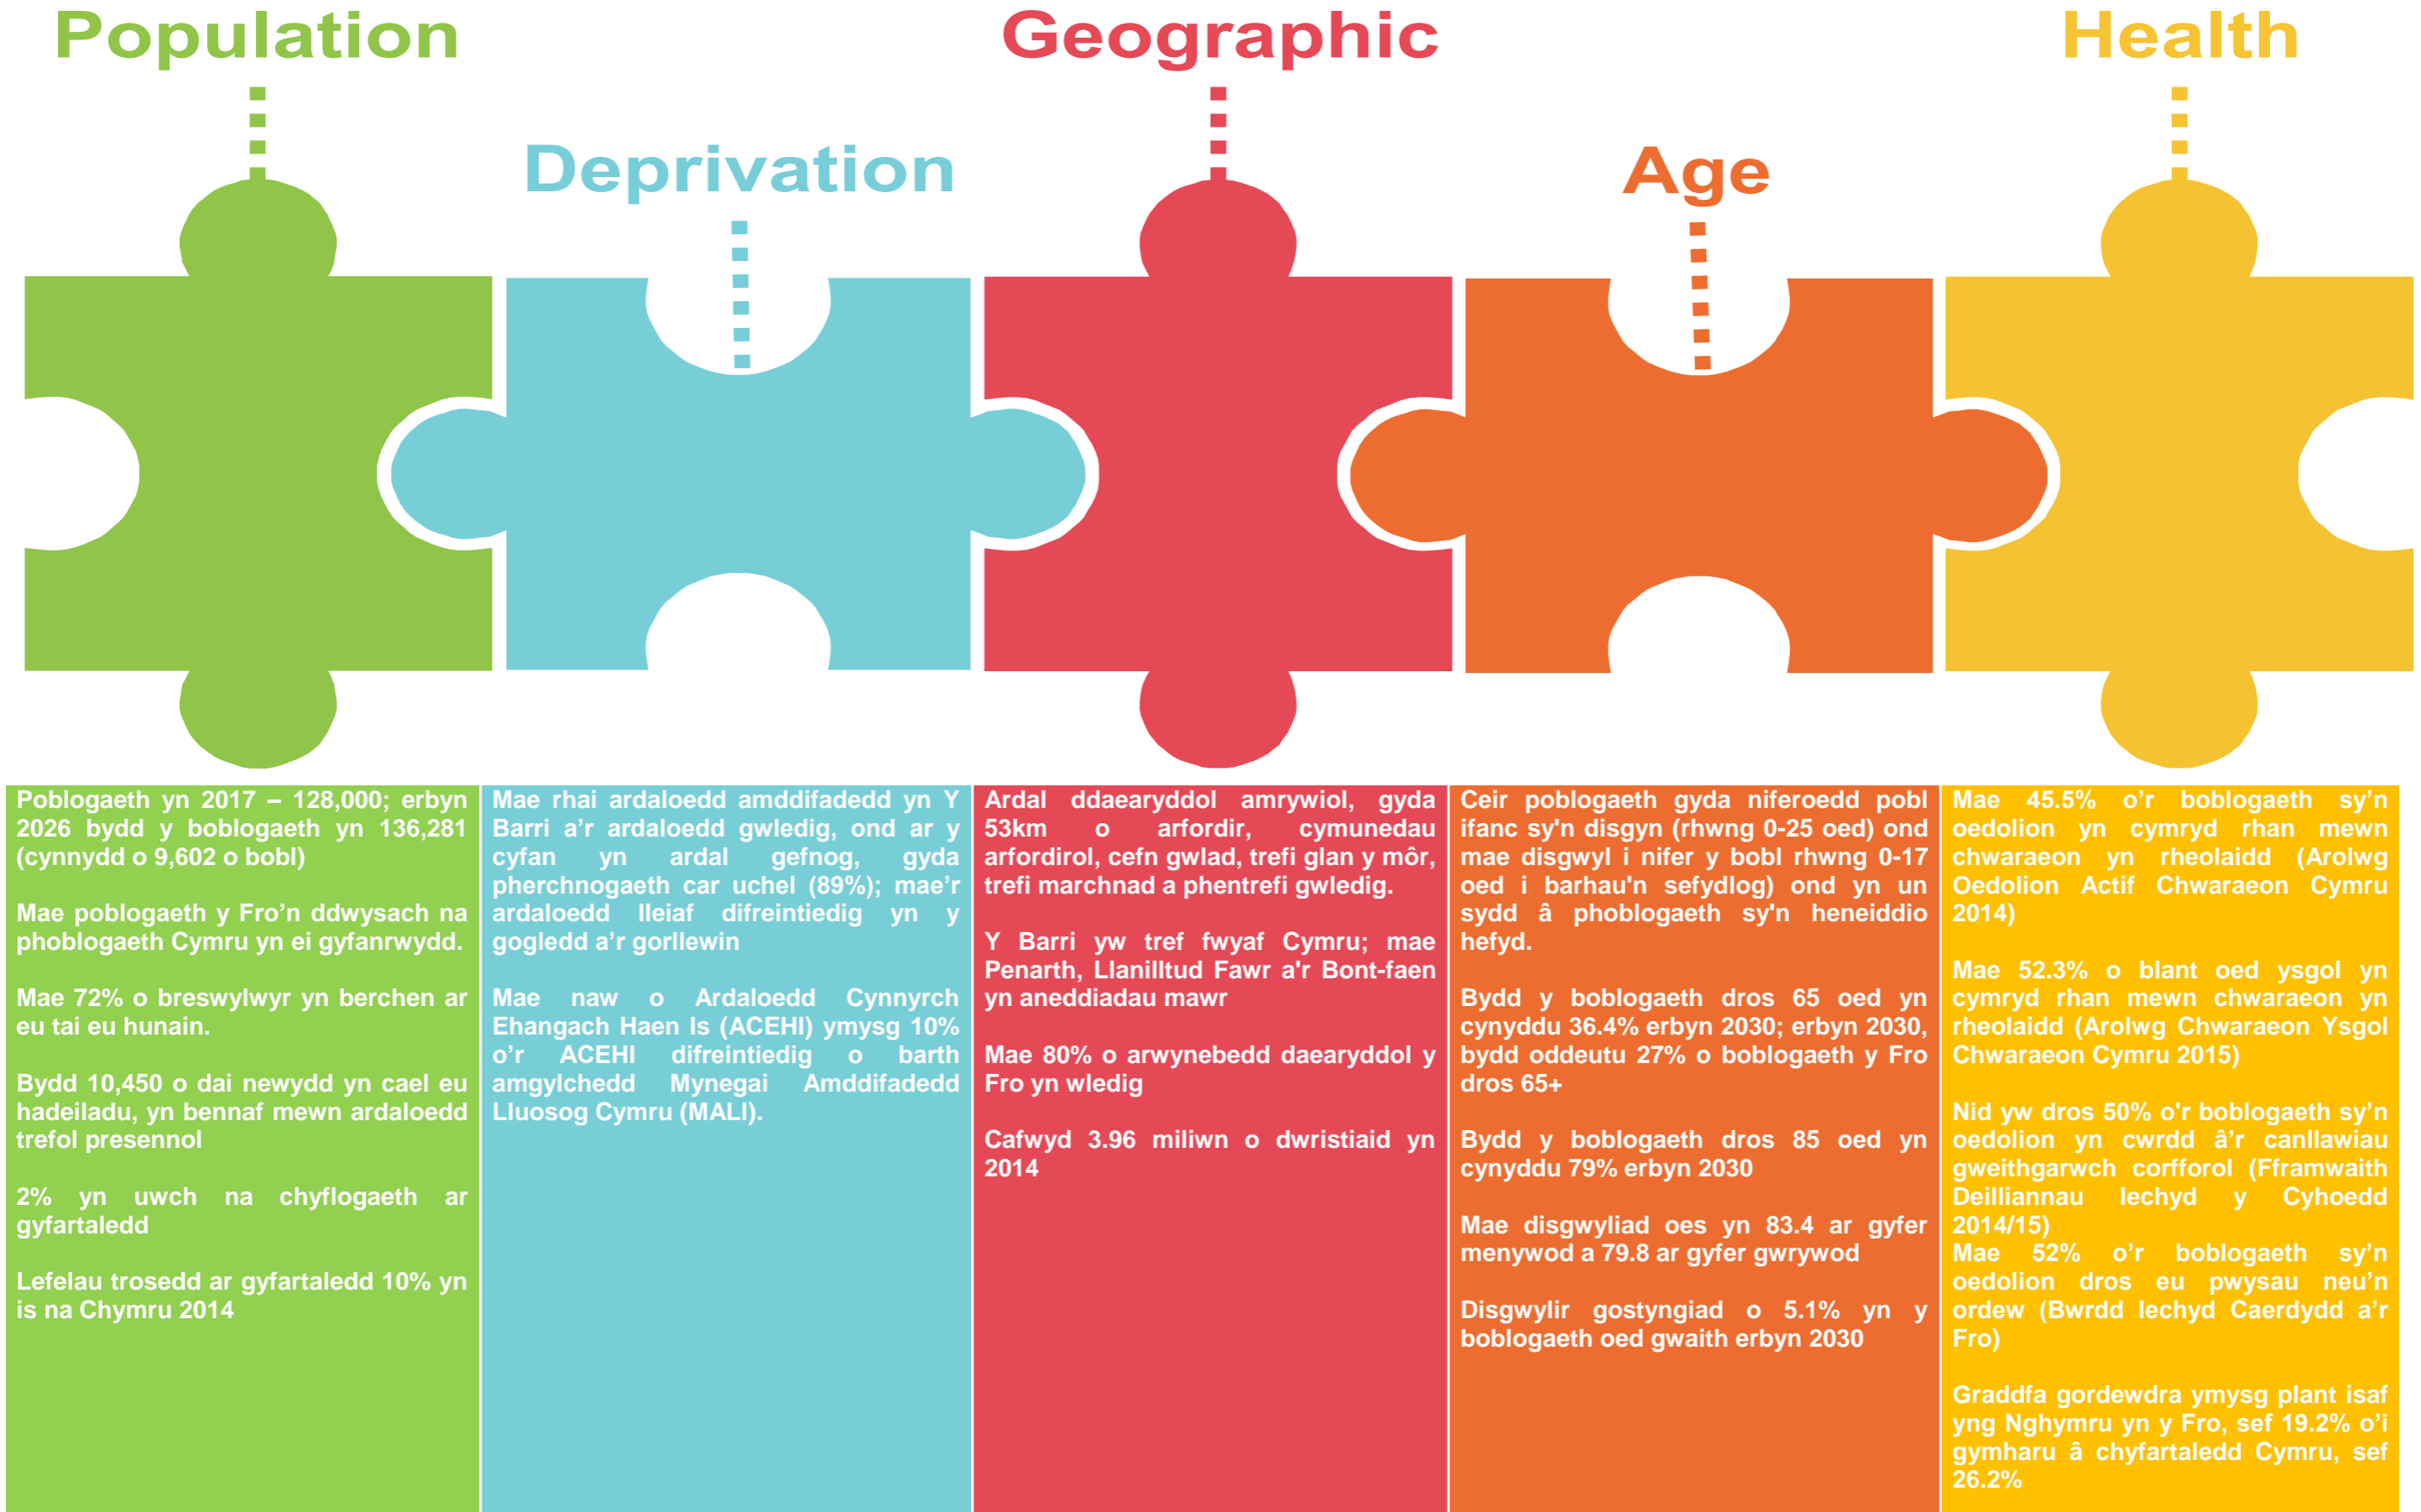 Population
Geographic
Health
Deprivation
Age
Poblogaeth yn 2017 – 128,000; erbyn
2026 bydd y boblogaeth yn 136,281
(cynnydd o 9,602 o bobl)
Mae poblogaeth y Fro’n ddwysach na
phoblogaeth Cymru yn ei gyfanrwydd.
Mae 72% o breswylwyr yn berchen ar
eu tai eu hunain.
Bydd 10,450 o dai newydd yn cael eu
hadeiladu, yn bennaf mewn ardaloedd
trefol presennol
2% yn uwch na chyflogaeth ar
gyfartaledd
Lefelau trosedd ar gyfartaledd 10% yn
is na Chymru 2014
Mae rhai ardaloedd amddifadedd yn Y
Barri a'r ardaloedd gwledig, ond ar y
cyfan yn ardal gefnog, gyda
pherchnogaeth car uchel (89%); mae’r
ardaloedd lleiaf difreintiedig yn y
gogledd a'r gorllewin
Mae naw o Ardaloedd Cynnyrch
Ehangach Haen Is (ACEHI) ymysg 10%
o’r ACEHI difreintiedig o barth
amgylchedd Mynegai Amddifadedd
Lluosog Cymru (MALI).
Ardal ddaearyddol amrywiol, gyda
53km o arfordir, cymunedau
arfordirol, cefn gwlad, trefi glan y môr,
trefi marchnad a phentrefi gwledig.
Y Barri yw tref fwyaf Cymru; mae
Penarth, Llanilltud Fawr a'r Bont-faen
yn aneddiadau mawr
Mae 80% o arwynebedd daearyddol y
Fro yn wledig
Cafwyd 3.96 miliwn o dwristiaid yn
2014
Ceir poblogaeth gyda niferoedd pobl
ifanc sy'n disgyn (rhwng 0-25 oed) ond
mae disgwyl i nifer y bobl rhwng 0-17
oed i barhau'n sefydlog) ond yn un
sydd â phoblogaeth sy'n heneiddio
hefyd.
Bydd y boblogaeth dros 65 oed yn
cynyddu 36.4% erbyn 2030; erbyn 2030,
bydd oddeutu 27% o boblogaeth y Fro
dros 65+
Bydd y boblogaeth dros 85 oed yn
cynyddu 79% erbyn 2030
Mae disgwyliad oes yn 83.4 ar gyfer
menywod a 79.8 ar gyfer gwrywod
Disgwylir gostyngiad o 5.1% yn y
boblogaeth oed gwaith erbyn 2030
Mae 45.5% o’r boblogaeth sy’n
oedolion yn cymryd rhan mewn
chwaraeon yn rheolaidd (Arolwg
Oedolion Actif Chwaraeon Cymru
2014)
Mae 52.3% o blant oed ysgol yn
cymryd rhan mewn chwaraeon yn
rheolaidd (Arolwg Chwaraeon Ysgol
Chwaraeon Cymru 2015)
Nid yw dros 50% o'r boblogaeth sy’n
oedolion yn cwrdd â’r canllawiau
gweithgarwch corfforol (Fframwaith
Deilliannau Iechyd y Cyhoedd
2014/15)
Mae 52% o’r boblogaeth sy’n
oedolion dros eu pwysau neu’n
ordew (Bwrdd Iechyd Caerdydd a’r
Fro)
Graddfa gordewdra ymysg plant isaf
yng Nghymru yn y Fro, sef 19.2% o’i
gymharu â chyfartaledd Cymru, sef
26.2%